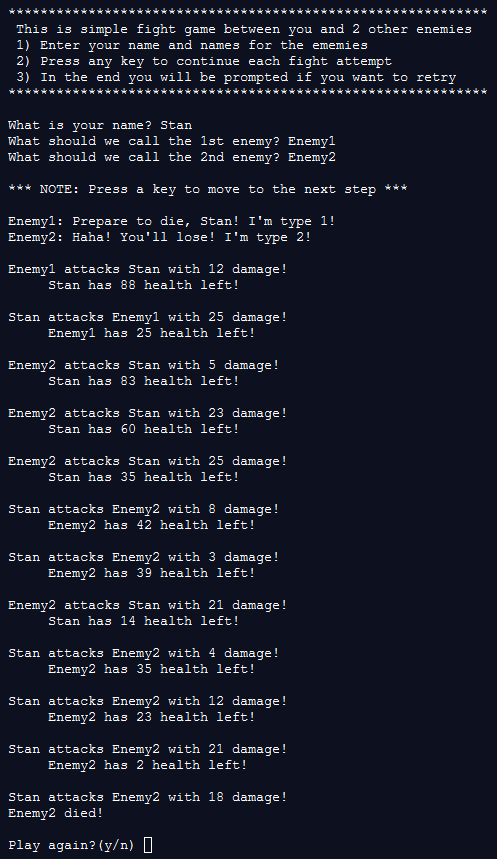 ************************************************************
This is simple fight game between you and 2 other enemies
1) Enter your name and names for the ememies
2) Press any key to continue each fight attempt
3) In the end you will be prompted if you want to retry
************************************************************
What is your name? Stan
What should we call the 1st enemy? Enemy1
What should we call the 2nd enemy? Enemy2
*** NOTE: Press a key to move to the next step ***
Enemy1: Prepare to die, Stan! I'm type 1!
Enemy2: Haha! You'll lose! I'm type 2!
Enemy1 attacks Stan with 12 damage!
Stan has 88 health left!
Stan attacks Enemy1 with 25 damage!
Enemy1 has 25 health left!
Enemy2 attacks Stan with 5 damage!
Stan has 83 health left!
Enemy2 attacks Stan with 23 damage!
Stan has 60 health left!
Enemy2 attacks Stan with 25 damage!
Stan has 35 health left!
Stan attacks Enemy2 with 8 damage!
Enemy2 has 42 health left!
Stan attacks Enemy2 with 3 damage!
Enemy2 has 39 health left!
Enemy2 attacks Stan with 21 damage!
Stan has 14 health left!
Stan attacks Enemy2 with 4 damage!
Enemy2 has 35 health left!
Stan attacks Enemy2 with 12 damage!
Enemy2 has 23 health left!
Stan attacks Enemy2 with 21 damage!
Enemy2 has 2 health left!
Stan attacks Enemy2 with 18 damage!
Enemy2 died!
Play again?(y/n)